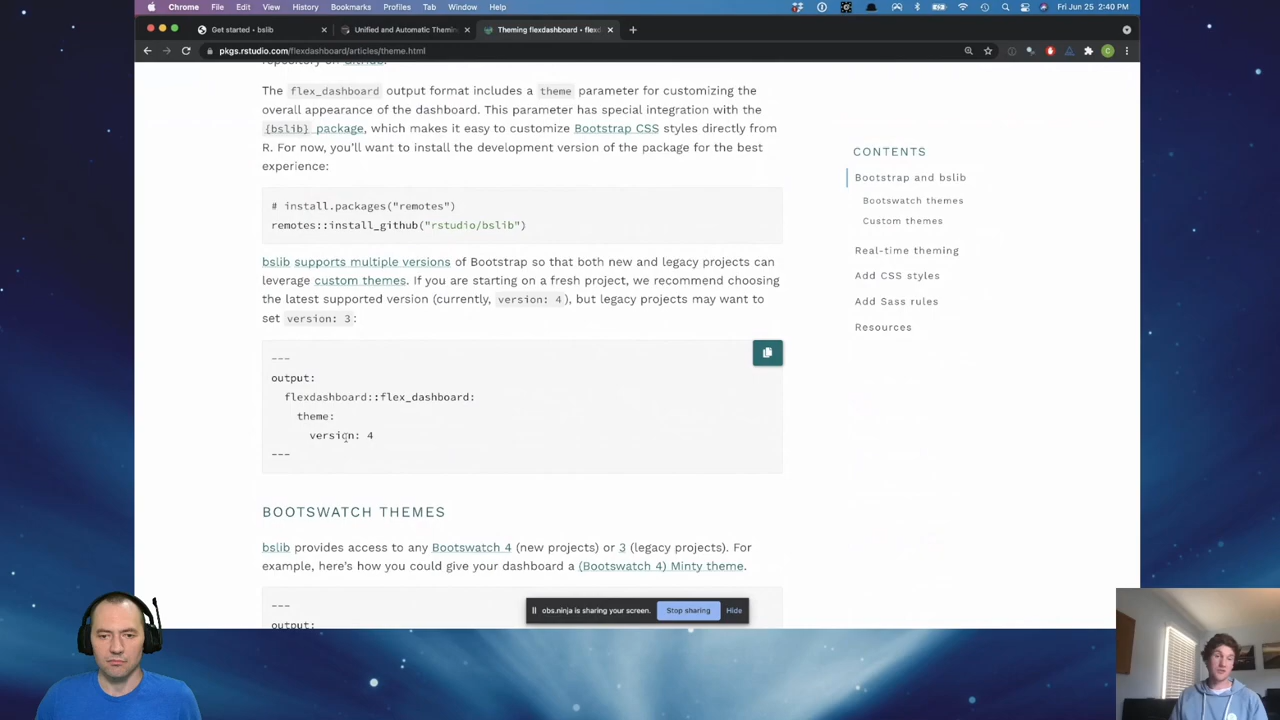 Chrome File Edit View History Bookmarks Profiles Tab Window Help Fri Jun 25 2:40 PM
Get started • bslib Unified and Automatic Themin Theming flexdashboard • flexd
pkgs.rstudio.com/flexdashboard/articles/theme.html
repository on GitHub.
The flex_dashboard output format includes a theme parameter for customizing the
overall appearance of the dashboard. This parameter has special integration with the
{bslib} package, which makes it easy to customize Bootstrap CSS styles directly from
R. For now, you'll want to install the development version of the package for the best
experience:
# install.packages("remotes")
remotes::install_github("rstudio/bslib")
bslib supports multiple versions of Bootstrap so that both new and legacy projects can
leverage custom themes. If you are starting on a fresh project, we recommend choosing
the latest supported version (currently, version: 4), but legacy projects may want to
set version: 3:
---
output:
flexdashboard::flex_dashboard:
theme:
version: 4
---
BOOTSWATCH THEMES
bslib provides access to any Bootswatch 4 (new projects) or 3 (legacy projects). For
example, here's how you could give your dashboard a (Bootswatch 4) Minty theme.
---
output:
CONTENTS
Bootstrap and bslib
Bootswatch themes
Custom themes
Real-time theming
Add CSS styles
Add Sass rules
Resources
obs.ninja is sharing your screen. Stop sharing Hide